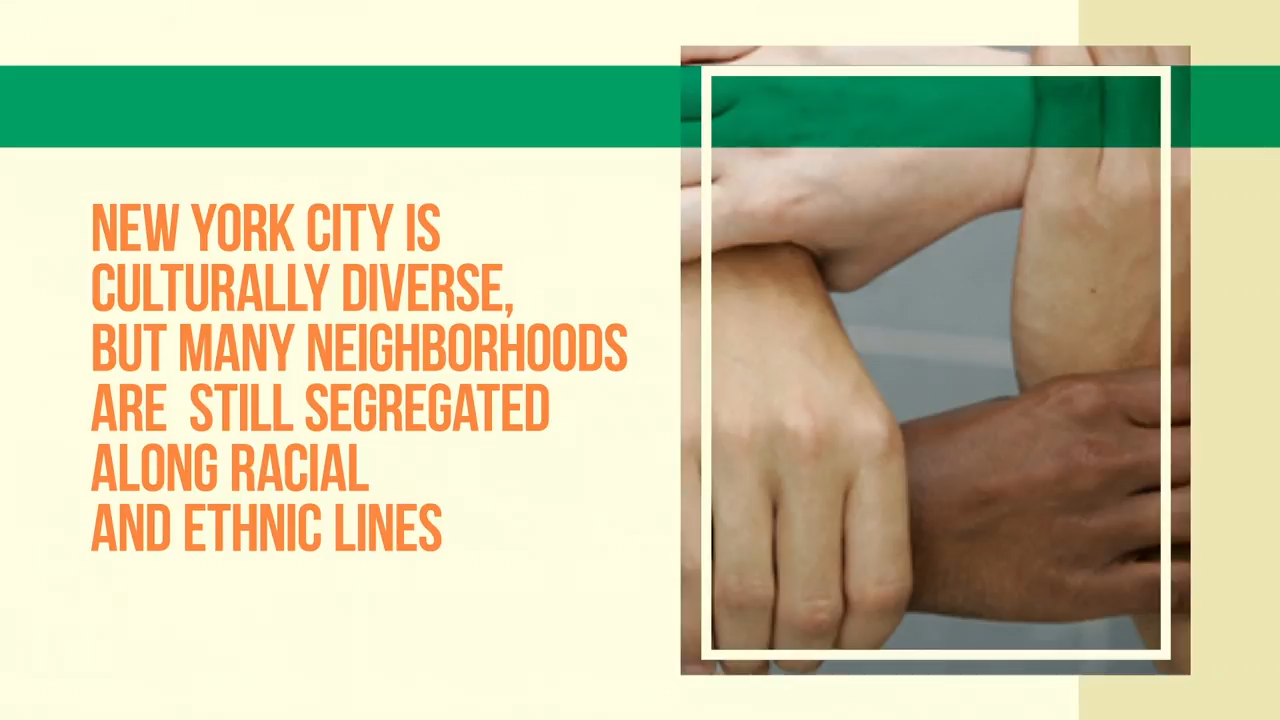 NEW YORK CITY IS
CULTURALLY DIVERSE,
BUT MANY NEIGHBORHOODS
ARE  STILL SEGREGATED
ALONG RACIAL
AND ETHNIC LINES